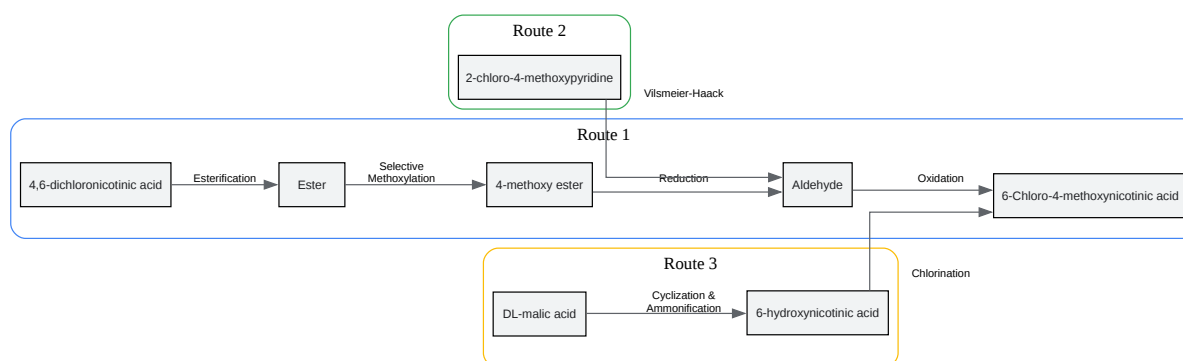 Route 2
2-chloro-4-methoxypyridine
Vilsmeier-Haack
Route 1
4,6-dichloronicotinic acid
Esterification
Ester
Selective
Methoxylation
4-methoxy ester
Reduction
Aldehyde
Oxidation
6-Chloro-4-methoxynicotinic acid
Route 3
DL-malic acid
Cyclization &
Ammonification
6-hydroxynicotinic acid
Chlorination